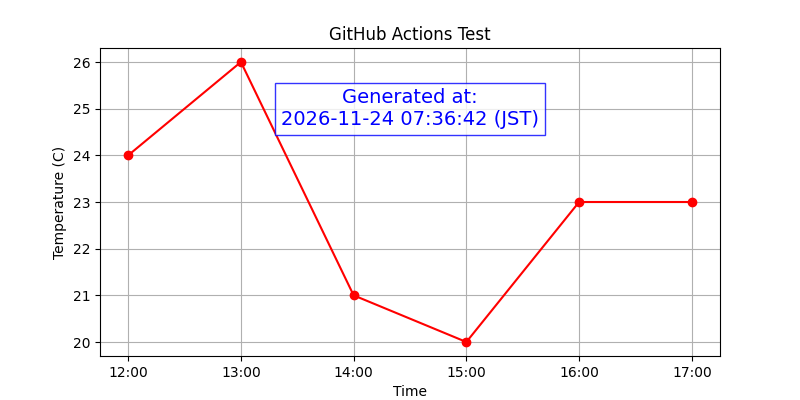 GitHub Actions Test
26
25
24
23
22
21
20
Temperature (C)
Generated at:
2026-11-24 07:36:42 (JST)
12:00 13:00 14:00 15:00 16:00 17:00
Time